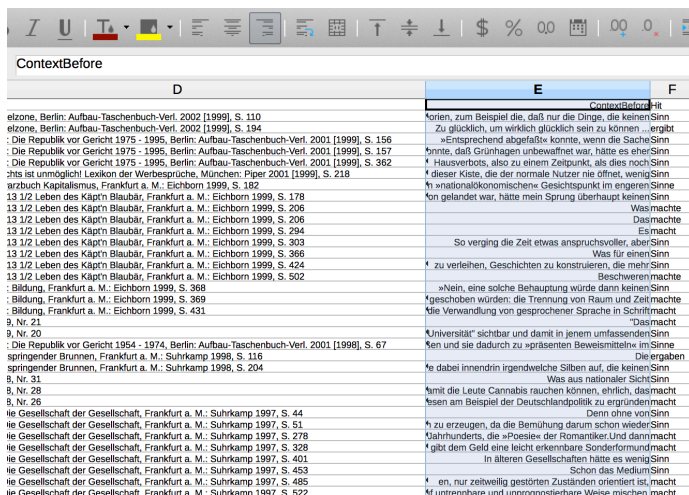 I U T $ % 0.0 .00 .0
ContextBefore
D E F
ContextBefore Hit
elzone, Berlin: Aufbau-Taschenbuch-Verl. 2002 [1999], S. 110 orien, zum Beispiel die, daß nur die Dinge, die keinen Sinn
elzone, Berlin: Aufbau-Taschenbuch-Verl. 2002 [1999], S. 194 Zu glücklich, um wirklich glücklich sein zu können ... ergibt
: Die Republik vor Gericht 1975 - 1995, Berlin: Aufbau-Taschenbuch-Verl. 2001 [1999], S. 156 »Entsprechend abgefaßt« konnte, wenn die Sache Sinn
: Die Republik vor Gericht 1975 - 1995, Berlin: Aufbau-Taschenbuch-Verl. 2001 [1999], S. 157 onnte, daß Grünhagen unbewaffnet war, hätte es eher Sinn
: Die Republik vor Gericht 1975 - 1995, Berlin: Aufbau-Taschenbuch-Verl. 2001 [1999], S. 362 Hausverbots, also zu einem Zeitpunkt, als dies noch Sinn
chts ist unmöglich! Lexikon der Werbesprüche, München: Piper 2001 [1999], S. 218 dieser Kiste, die der normale Nutzer nie öffnet, wenig Sinn
arzbuch Kapitalismus, Frankfurt a. M.: Eichborn 1999, S. 182 n »nationalökonomischen« Gesichtspunkt im engeren Sinne
13 1/2 Leben des Käpt'n Blaubär, Frankfurt a. M.: Eichborn 1999, S. 178 on gelandet war, hätte mein Sprung überhaupt keinen Sinn
13 1/2 Leben des Käpt'n Blaubär, Frankfurt a. M.: Eichborn 1999, S. 206 Was machte
13 1/2 Leben des Käpt'n Blaubär, Frankfurt a. M.: Eichborn 1999, S. 206 Das machte
13 1/2 Leben des Käpt'n Blaubär, Frankfurt a. M.: Eichborn 1999, S. 294 Es macht
13 1/2 Leben des Käpt'n Blaubär, Frankfurt a. M.: Eichborn 1999, S. 303 So verging die Zeit etwas anspruchsvoller, aber Sinn
13 1/2 Leben des Käpt'n Blaubär, Frankfurt a. M.: Eichborn 1999, S. 366 Was für einen Sinn
13 1/2 Leben des Käpt'n Blaubär, Frankfurt a. M.: Eichborn 1999, S. 424 zu verleihen, Geschichten zu konstruieren, die mehr Sinn
13 1/2 Leben des Käpt'n Blaubär, Frankfurt a. M.: Eichborn 1999, S. 502 Beschweren machte
: Bildung, Frankfurt a. M.: Eichborn 1999, S. 368 »Nein, eine solche Behauptung würde dann keinen Sinn
: Bildung, Frankfurt a. M.: Eichborn 1999, S. 369 geschoben würden: die Trennung von Raum und Zeit machte
: Bildung, Frankfurt a. M.: Eichborn 1999, S. 431 die Verwandlung von gesprochener Sprache in Schrift macht
9, Nr. 21 "Das macht
9, Nr. 20 Universität" sichtbar und damit in jenem umfassenden Sinn
: Die Republik vor Gericht 1954 - 1974, Berlin: Aufbau-Taschenbuch-Verl. 2001 [1998], S. 67 sen und sie dadurch zu »präsenten Beweismitteln« im Sinne
springender Brunnen, Frankfurt a. M.: Suhrkamp 1998, S. 116 Die ergaben
springender Brunnen, Frankfurt a. M.: Suhrkamp 1998, S. 204 e dabei innendrin irgendwelche Silben auf, die keinen Sinn
8, Nr. 31 Was aus nationaler Sicht Sinn
8, Nr. 28 amit die Leute Cannabis rauchen können, ehrlich, das macht
8, Nr. 26 esen am Beispiel der Deutschlandpolitik zu ergründen macht
ie Gesellschaft der Gesellschaft, Frankfurt a. M.: Suhrkamp 1997, S. 44 Denn ohne von Sinn
ie Gesellschaft der Gesellschaft, Frankfurt a. M.: Suhrkamp 1997, S. 51 zu erzeugen, da die Bemühung darum schon wieder Sinn
ie Gesellschaft der Gesellschaft, Frankfurt a. M.: Suhrkamp 1997, S. 278 Jahrhunderts, die »Poesie« der Romantiker.Und dann macht
ie Gesellschaft der Gesellschaft, Frankfurt a. M.: Suhrkamp 1997, S. 328 gibt dem Geld eine leicht erkennbare Sonderform und macht
ie Gesellschaft der Gesellschaft, Frankfurt a. M.: Suhrkamp 1997, S. 401 In älteren Gesellschaften hätte es wenig Sinn
ie Gesellschaft der Gesellschaft, Frankfurt a. M.: Suhrkamp 1997, S. 453 Schon das Medium Sinn
ie Gesellschaft der Gesellschaft, Frankfurt a. M.: Suhrkamp 1997, S. 485 en, nur zeitweilig gestörten Zuständen orientiert ist, macht
ie Gesellschaft der Gesellschaft, Frankfurt a. M.: Suhrkamp 1997, S. 522 untrennbare und unprognostierbare Mischungen macht